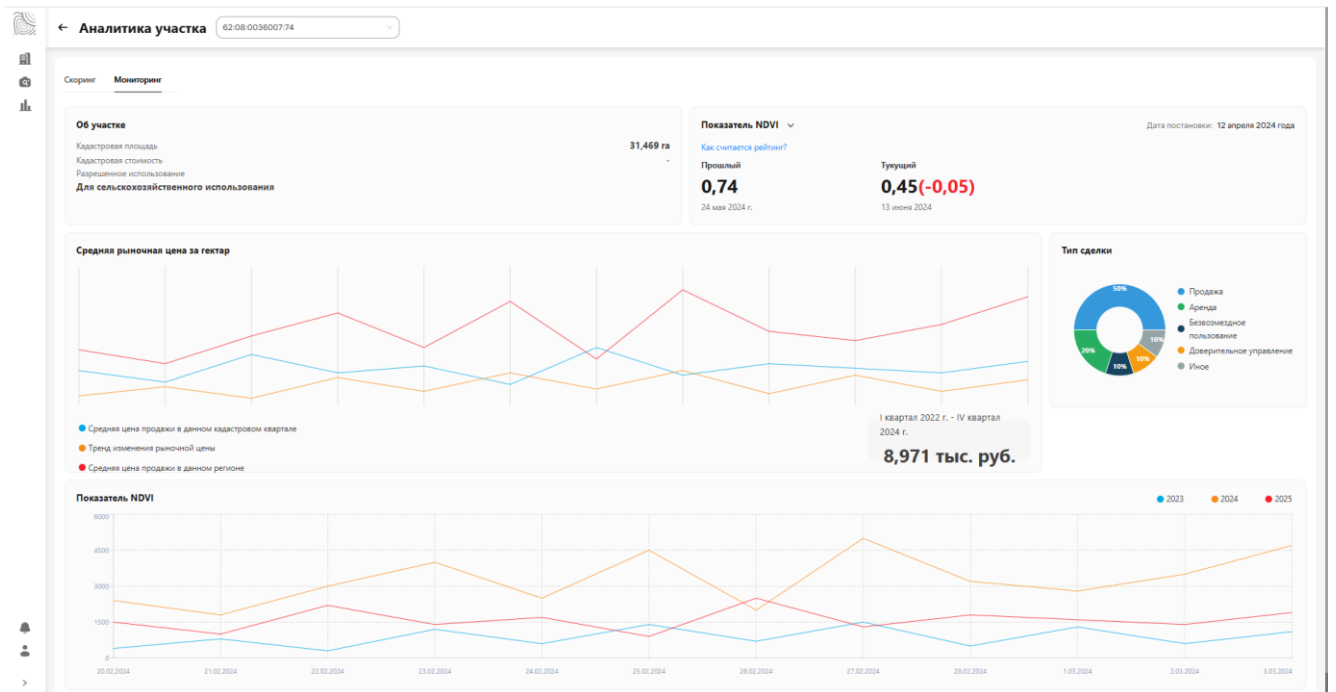 Аналитика участка 62:08:0036007:74
Скоринг Мониторинг
Об участке
Кадастровая площадь 31,469 га
Кадастровая стоимость -
Разрешенное использование
Для сельскохозяйственного использования
Показатель NDVI Дата постановки: 12 апреля 2024 года
Как считается рейтинг?
Прошлый Тукущий
0,74 0,45(-0,05)
24 мая 2024 г. 13 июня 2024
Средняя рыночная цена за гектар
Средняя цена продажи в данном кадастровом квартале
Тренд изменения рыночной цены
Средняя цена продажи в данном регионе
I квартал 2022 г. - IV квартал
2024 г.
8,971 тыс. руб.
Тип сделки
50%
20%
10%
10%
10%
Продажа
Аренда
Безвозмездное
пользование
Доверительное управление
Иное
Показатель NDVI 2023 2024 2025
6000
4500
3000
1500
0
20.02.2024 21.02.2024 22.02.2024 23.02.2024 24.02.2024 25.02.2024 26.02.2024 27.02.2024 28.02.2024 1.03.2024 2.03.2024 3.03.2024